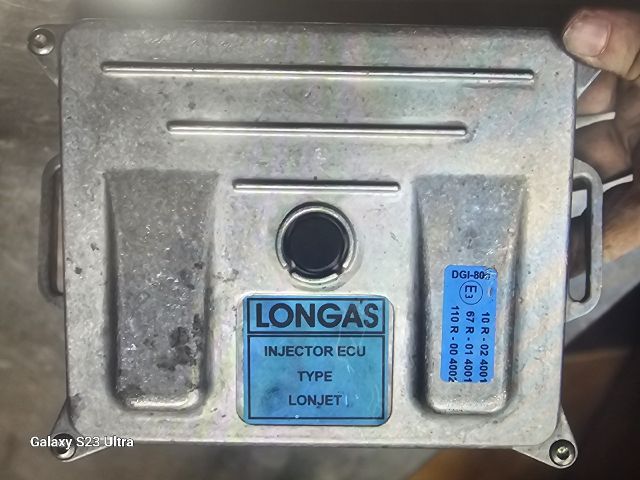 LONGAS
INJECTOR ECU
TYPE
LONJET
DGI-80
E3
10 R - 02 4001
67 R - 01 4001
110 R - 00 4002
Galaxy S23 Ultra